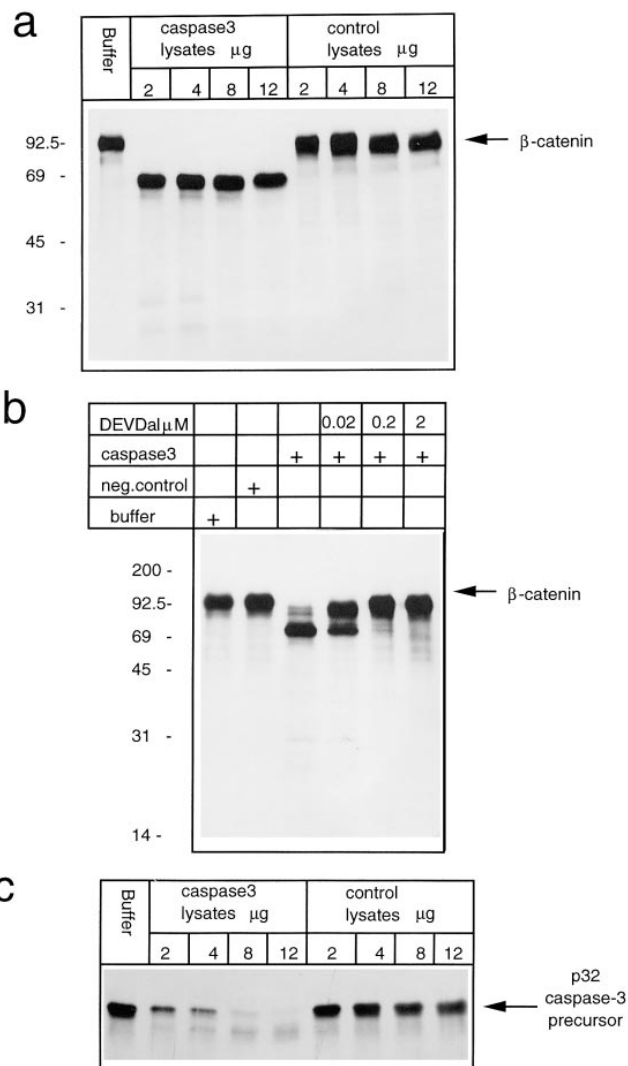 a
Buffer
caspase3
lysates μg
control
lysates μg
2 4 8 12 2 4 8 12
92.5-
β-catenin
69 -
45 -
31 -
b
DEVDalμM 0.02 0.2 2
caspase3 + + + +
neg.control +
buffer +
200 -
92.5-
β-catenin
69 -
45 -
31 -
14 -
c
Buffer
caspase3
lysates μg
control
lysates μg
2 4 8 12 2 4 8 12
p32
caspase-3
precursor